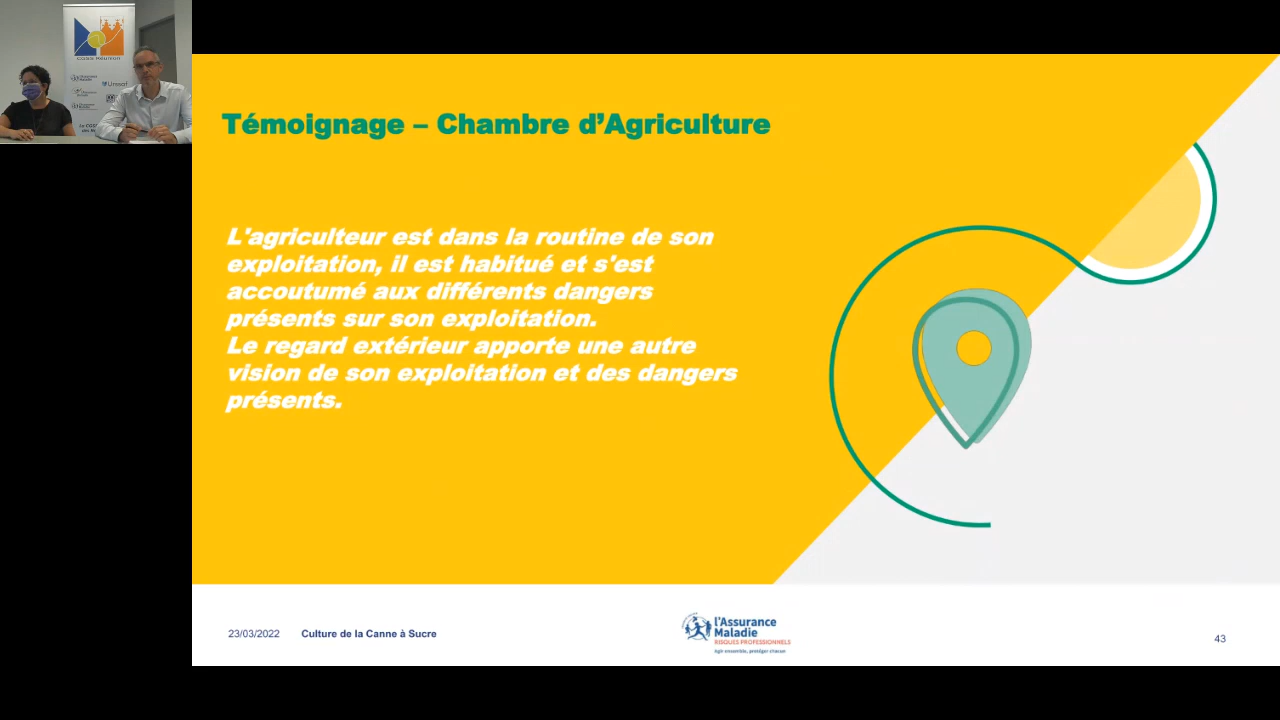 Témoignage – Chambre d’Agriculture
L'agriculteur est dans la routine de son
exploitation, il est habitué et s'est
accoutumé aux différents dangers
présents sur son exploitation.
Le regard extérieur apporte une autre
vision de son exploitation et des dangers
présents.
23/03/2022 Culture de la Canne à Sucre
l'Assurance
Maladie
RISQUES PROFESSIONNELS
Agir ensemble, protéger chacun
43